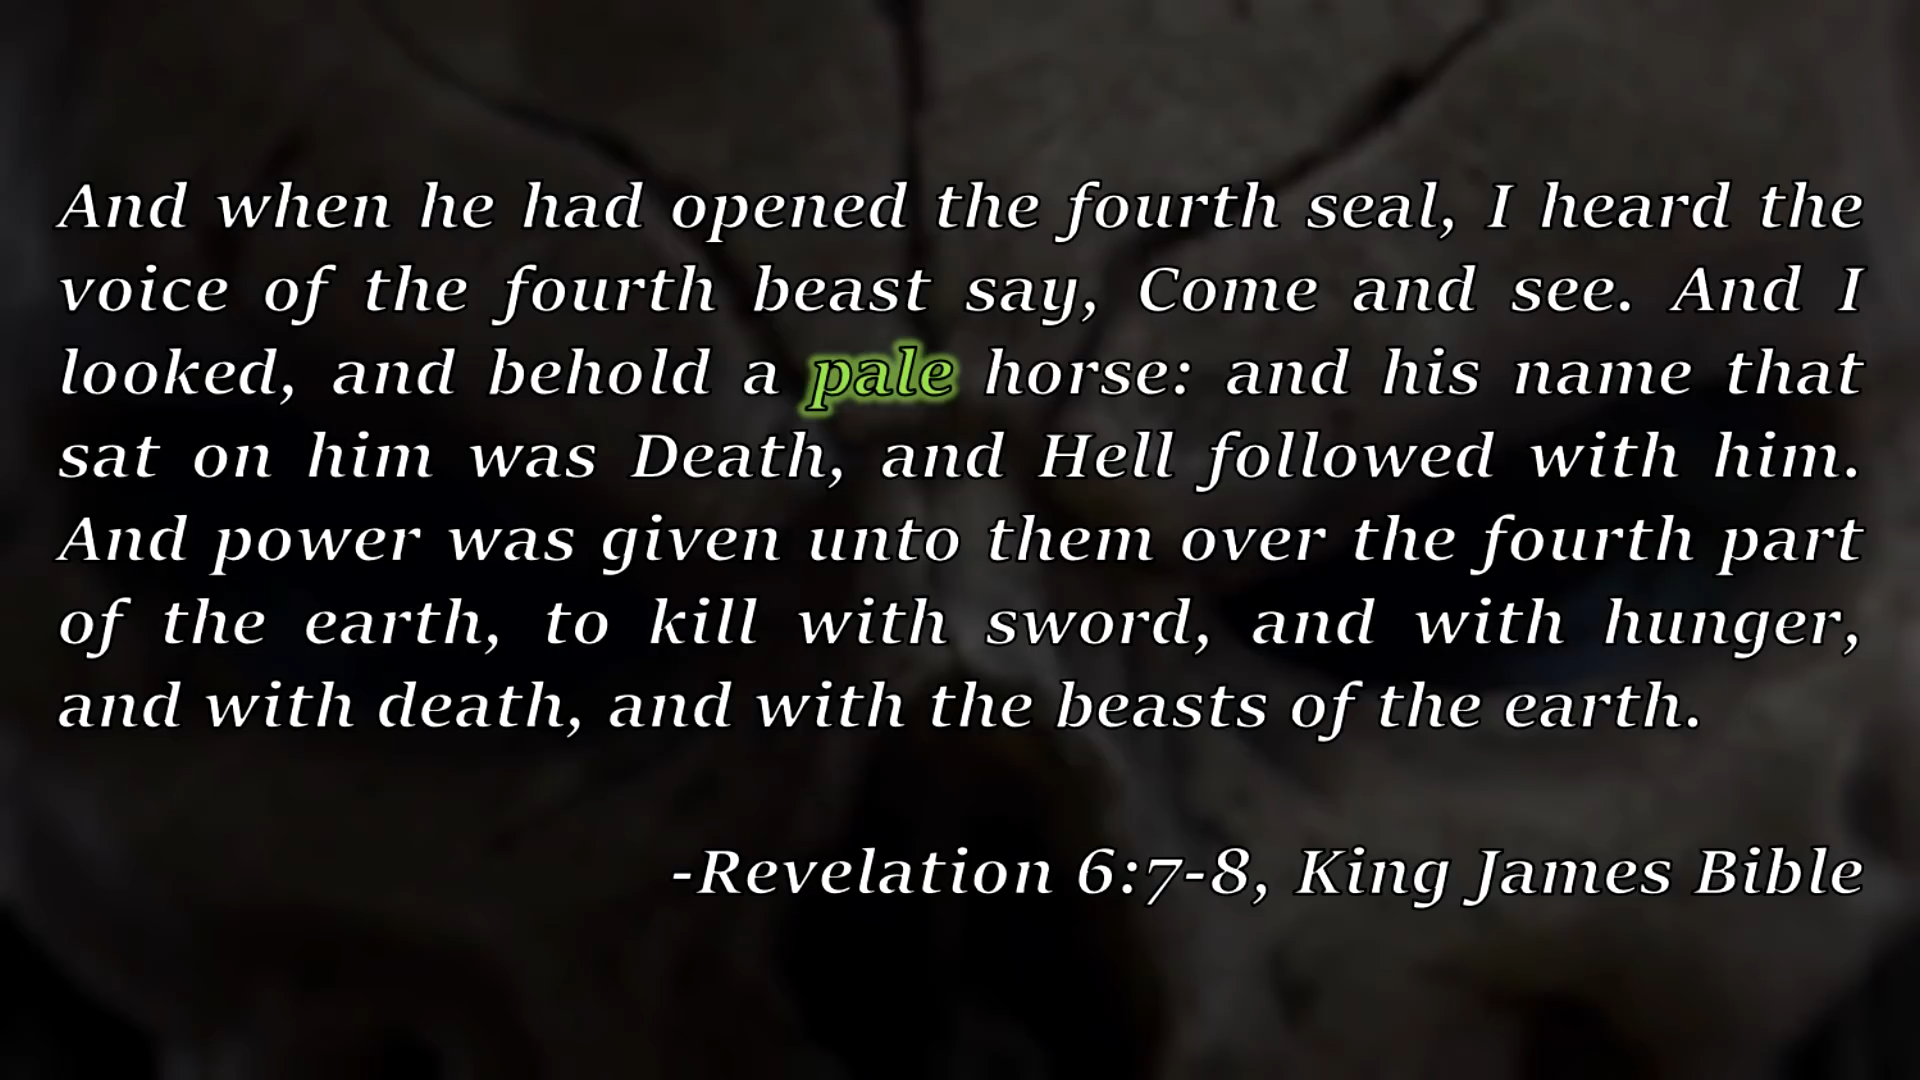 And when he had opened the fourth seal, I heard the
voice of the fourth beast say, Come and see. And I
looked, and behold a pale horse: and his name that
sat on him was Death, and Hell followed with him.
And power was given unto them over the fourth part
of the earth, to kill with sword, and with hunger,
and with death, and with the beasts of the earth.
-Revelation 6:7-8, King James Bible